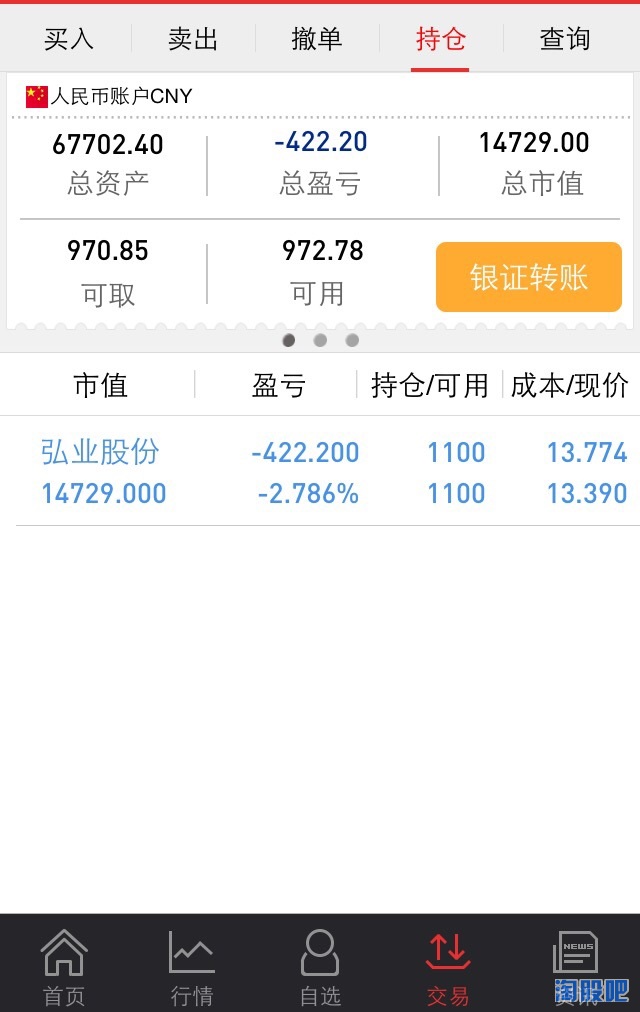 买入 卖出 撤单 持仓 查询
人民币账户CNY
67702.40 -422.20 14729.00
总资产 总盈亏 总市值
970.85 972.78 银证转账
可取 可用
市值 盈亏 持仓/可用 成本/现价
弘业股份 -422.200 1100 13.774
14729.000 -2.786% 1100 13.390
NEWS
首页 行情 自选 交易 资讯
淘股吧